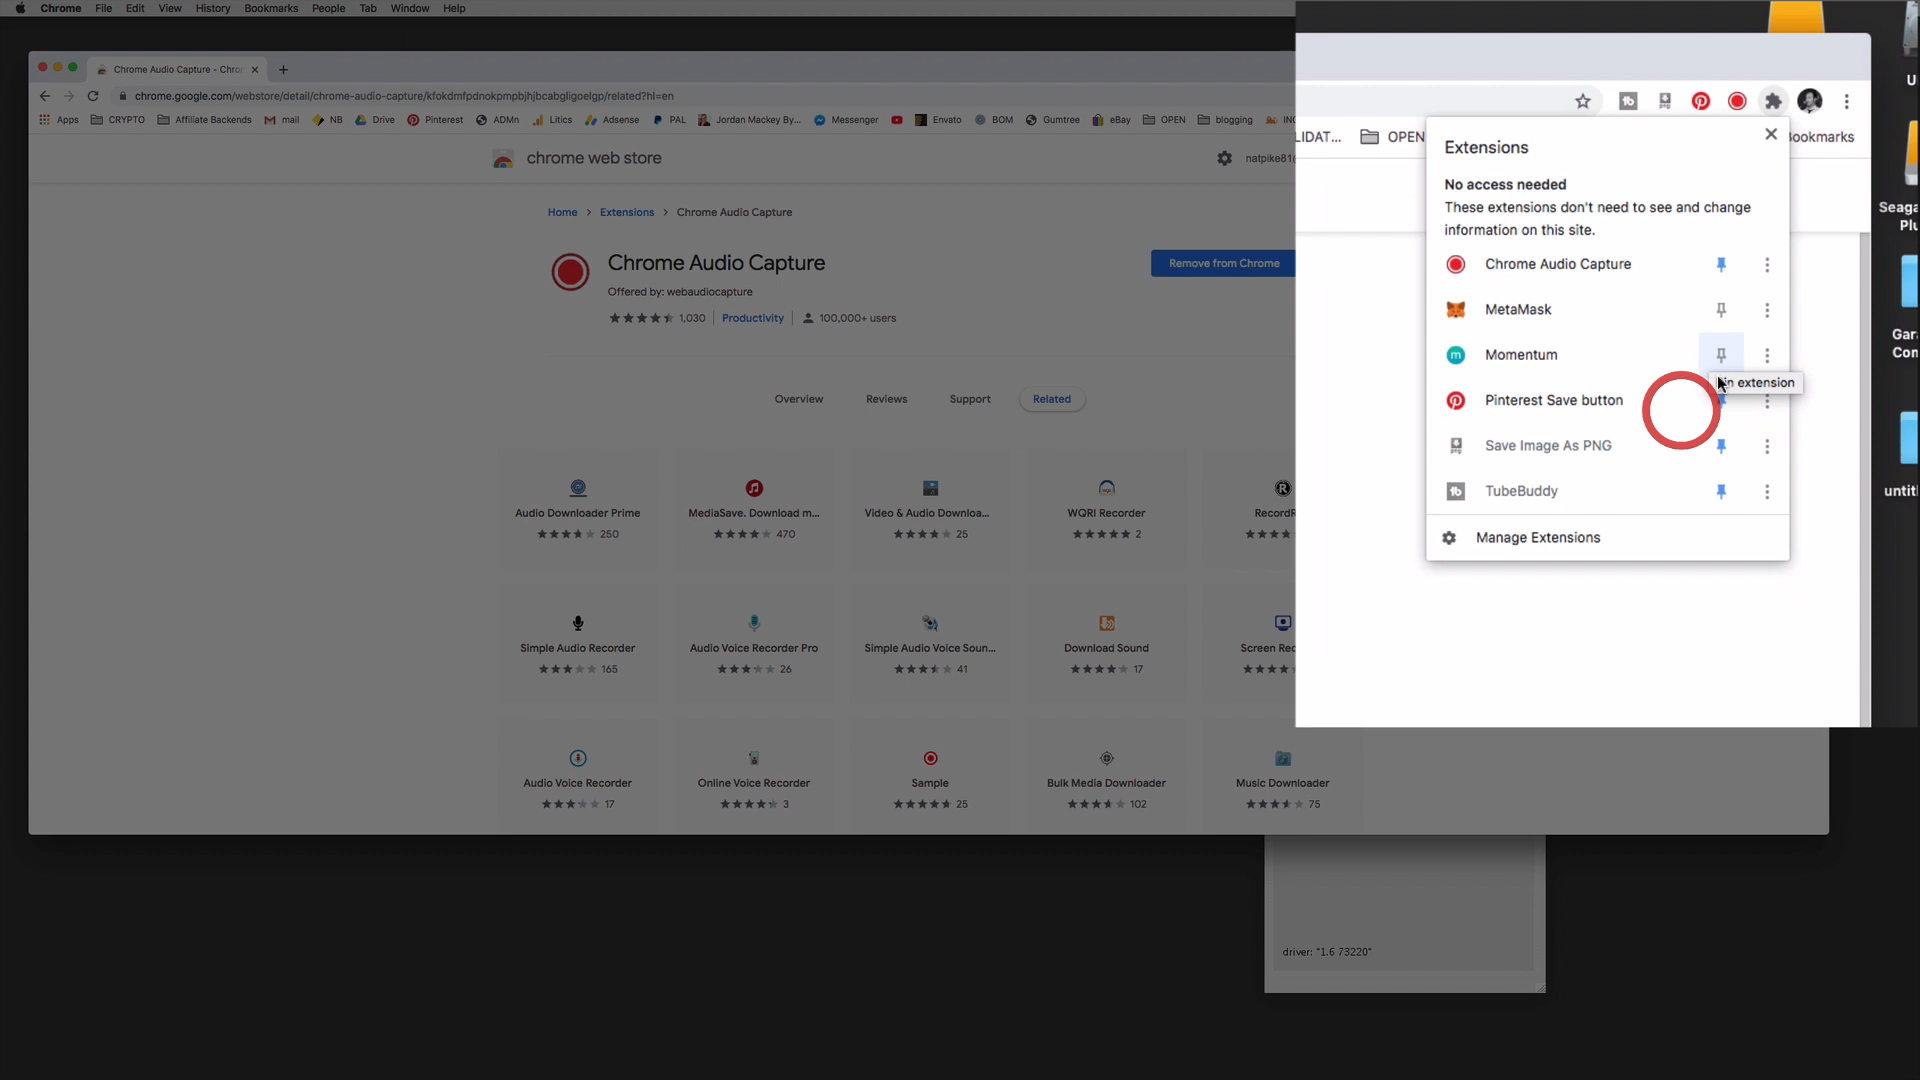 Chrome File Edit View History Bookmarks People Tab Window Help
Chrome Audio Capture - Chro
chrome.google.com/webstore/detail/chrome-audio-capture/kfokdmfpdnokpmpbjhjbcabgligoelgp/related?hl=en
Apps CRYPTO Affiliate Backends mail NB Drive Pinterest ADMn Litics Adsense PAL Jordan Mackey By... Messenger Envato BOM Gumtree eBay OPEN blogging
chrome web store
natpike81
Home > Extensions > Chrome Audio Capture
Chrome Audio Capture
Remove from Chrome
Offered by: webaudiocapture
1,030 Productivity 100,000+ users
Overview Reviews Support Related
Audio Downloader Prime MediaSave. Download m... Video & Audio Downloa... WQRI Recorder
250 470 25 2
Simple Audio Recorder Audio Voice Recorder Pro Simple Audio Voice Soun... Download Sound Screen
165 26 41 17
Audio Voice Recorder Online Voice Recorder Sample Bulk Media Downloader Music Downloader
17 3 25 102 75
driver: "1.6 73220"
LIDAT... OPEN Bookmarks
Extensions
No access needed
These extensions don't need to see and change
information on this site.
Chrome Audio Capture
MetaMask
Momentum
extension
Pinterest Save button
Save Image As PNG
TubeBuddy
Manage Extensions
Seaga
untit